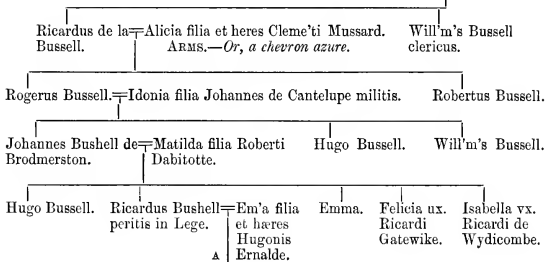 Ricardus de la Alicia filia et heres Cleme'ti Mussard. Will'm's Bussell
Bussell. ARMS.—Or, a chevron azure. clericus.
Rogerus Bussell. Idonia filia Johannes de Cantelupe militis. Robertus Bussell.
Johannes Bushell de Matilda filia Roberti Hugo Bussell. Will'm's Bussell.
Brodmerston. Dabitotte.
Hugo Bussell. Ricardus Bushell Em'a filia Emma. Felicia ux. Isabella vx.
peritis in Lege. et hæres Ricardi Ricardi de
Hugonis Gatewike. Wydicombe.
A Ernalde.